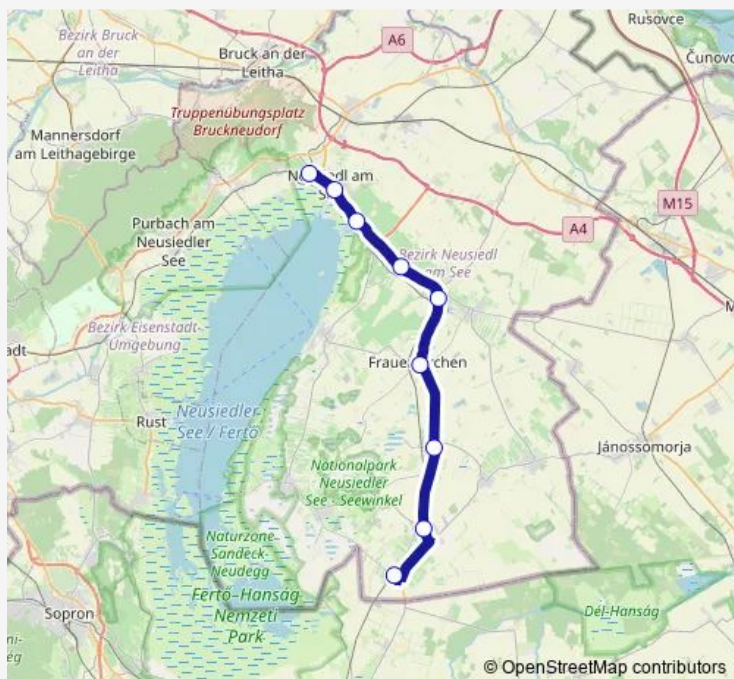 Rusovce
Bezirk Bruck
an der
Leitha
A6
Bruck an der
Leitha
Čunovo
Truppenübungsplatz
Bruckneudorf
Mannersdorf
am Leithagebirge
M15
Purbach am
Neusiedler
See
A4
Bezirk Neusiedl
am See
Bezirk Eisenstadt-
Umgebung
Neusiedler
See / Fertő
Rust
Jánossomorja
Nationalpark
Neusiedler
See - Seewinkel
Naturzone-
Sandeck-
Neudegg
Fertő–Hanság
Nemzeti
Park
Sopron
Dél-Hanság
© OpenStreetMap contributors